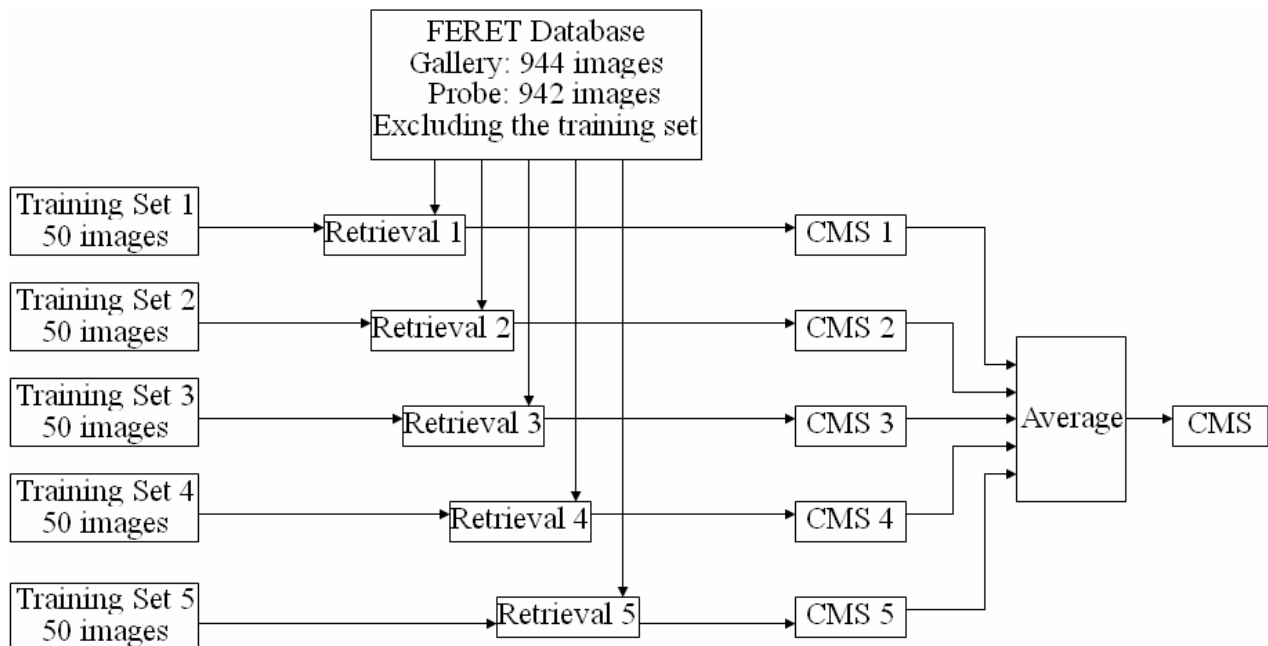 FERET Database
Gallery: 944 images
Probe: 942 images
Excluding the training set
Training Set 1
50 images
Retrieval 1
CMS 1
Training Set 2
50 images
Retrieval 2
CMS 2
Training Set 3
50 images
Retrieval 3
CMS 3
Average
CMS
Training Set 4
50 images
Retrieval 4
CMS 4
Training Set 5
50 images
Retrieval 5
CMS 5